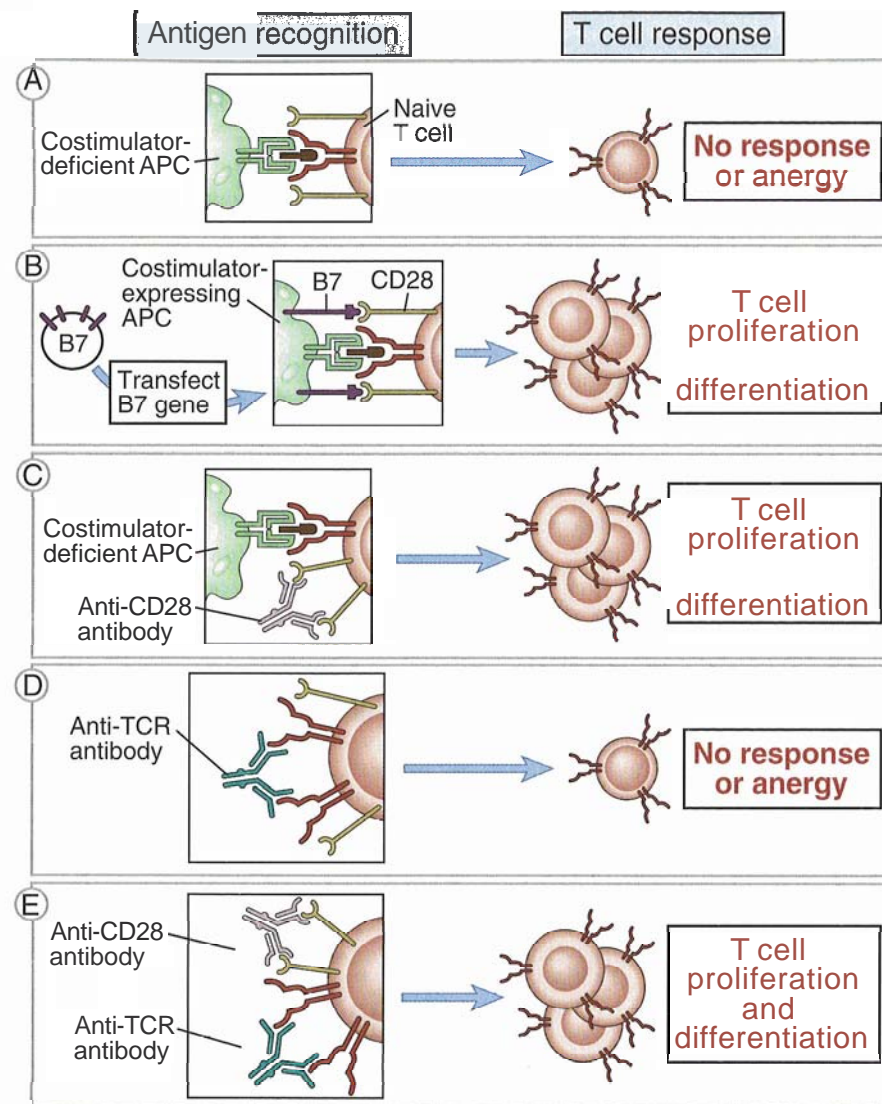 Antigen recognition
T cell response
A
Costimulator-
deficient APC
Naive
T cell
No response
or anergy
B
B7
Transfect
B7 gene
Costimulator-
expressing
APC
B7
CD28
T cell
proliferation
differentiation
C
Costimulator-
deficient APC
Anti-CD28
antibody
T cell
proliferation
differentiation
D
Anti-TCR
antibody
No response
or anergy
E
Anti-CD28
antibody
Anti-TCR
antibody
T cell
proliferation
and
differentiation